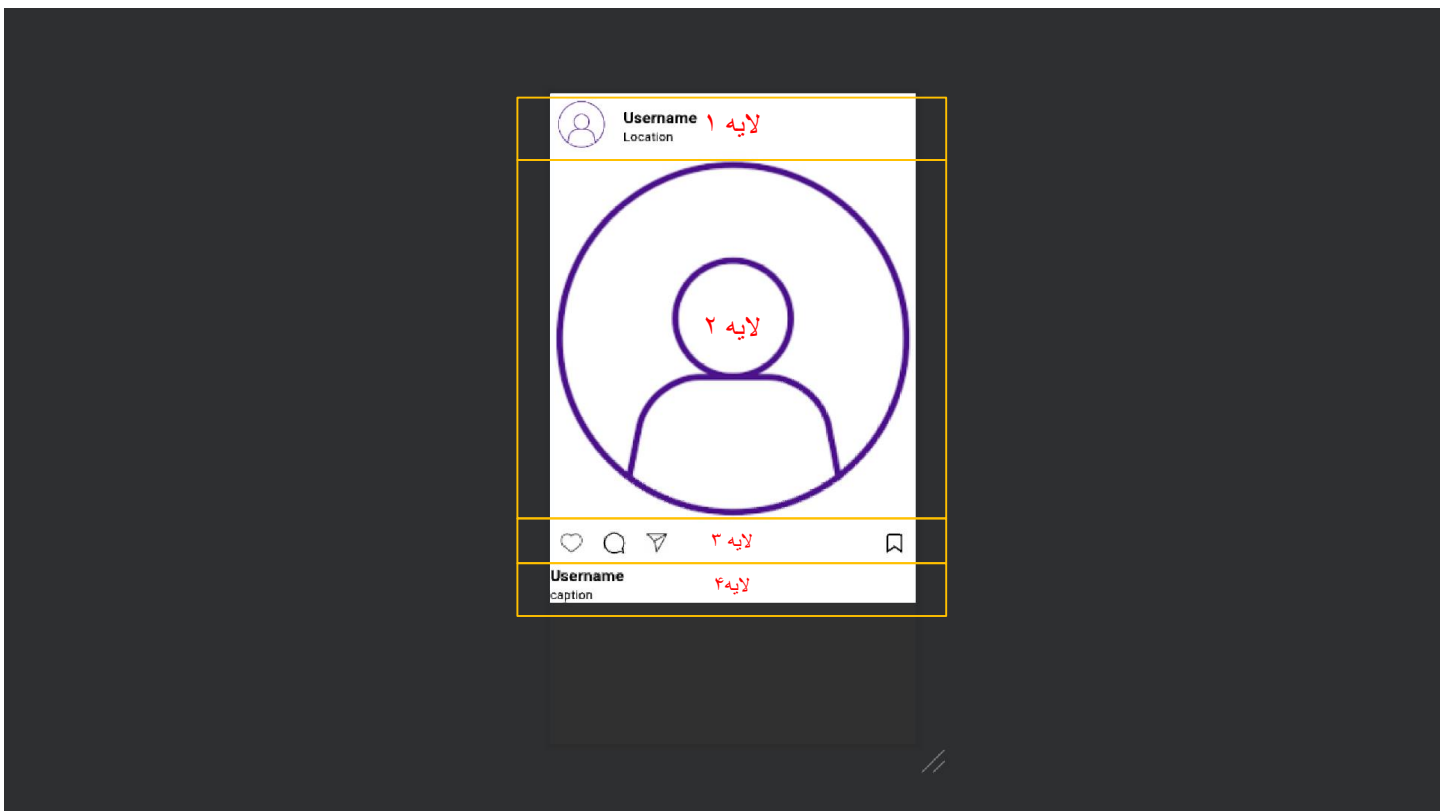 Username
لایه ۱
Location
لایه ۲
لایه ۳
Username
لایه۴
caption